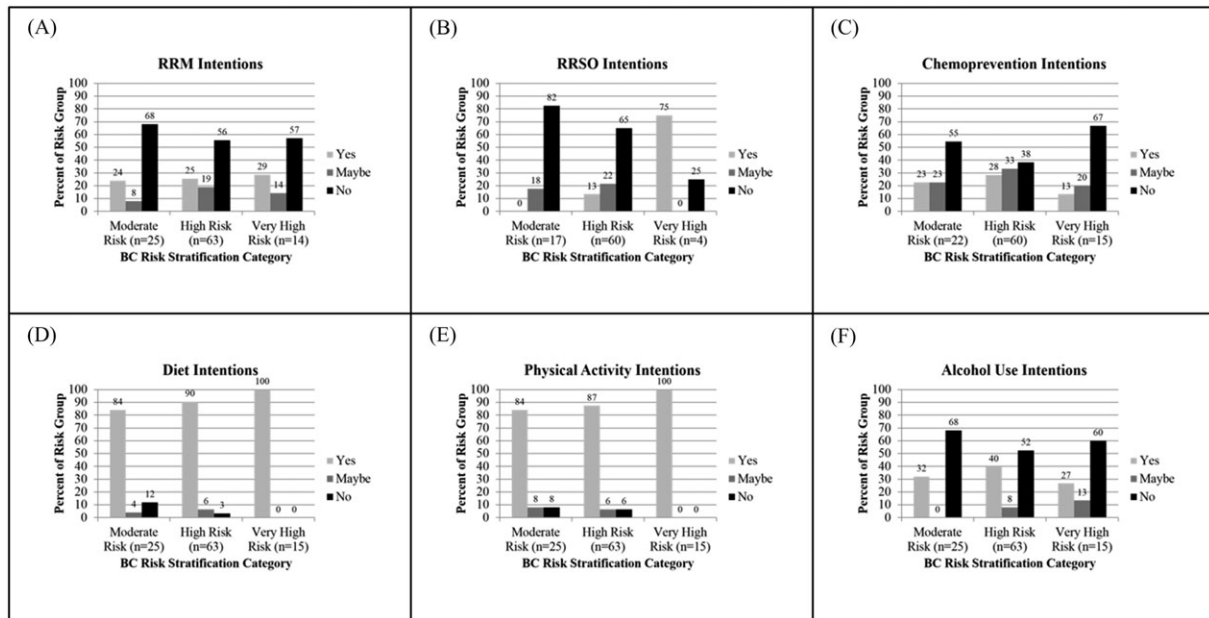 (A)
RRM Intentions
Percent of Risk Group
100
90
80
70
60
50
40
30
20
10
0
24
8
68
25
19
56
29
14
57
Yes
Maybe
No
Moderate High Risk Very High
Risk (n=25) (n=63) Risk (n=14)
BC Risk Stratification Category
(B)
RRSO Intentions
Percent of Risk Group
100
90
80
70
60
50
40
30
20
10
0
0
18
82
13
22
65
75
0
25
Yes
Maybe
No
Moderate High Risk Very High
Risk (n=17) (n=60) Risk (n=4)
BC Risk Stratification Category
(C)
Chemoprevention Intentions
Percent of Risk Group
100
90
80
70
60
50
40
30
20
10
0
23
23
55
28
33
38
13
20
67
Yes
Maybe
No
Moderate High Risk Very High
Risk (n=22) (n=60) Risk (n=15)
BC Risk Stratification Category
(D)
Diet Intentions
Percent of Risk Group
100
90
80
70
60
50
40
30
20
10
0
84
4
12
90
6
3
100
0
0
Yes
Maybe
No
Moderate High Risk Very High
Risk (n=25) (n=63) Risk (n=15)
BC Risk Stratification Category
(E)
Physical Activity Intentions
Percent of Risk Group
100
90
80
70
60
50
40
30
20
10
0
84
8
8
87
6
6
100
0
0
Yes
Maybe
No
Moderate High Risk Very High
Risk (n=25) (n=63) Risk (n=15)
BC Risk Stratification Category
(F)
Alcohol Use Intentions
Percent of Risk Group
100
90
80
70
60
50
40
30
20
10
0
32
0
68
40
8
52
27
13
60
Yes
Maybe
No
Moderate High Risk Very High
Risk (n=25) (n=63) Risk (n=15)
BC Risk Stratification Category